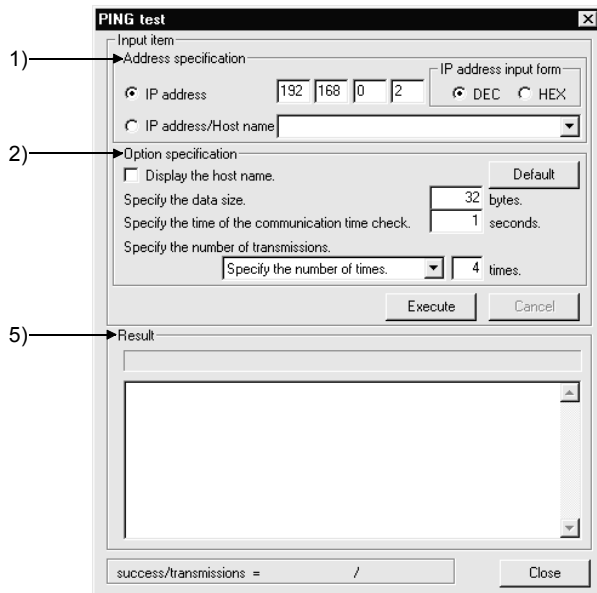 PING test
Input item
1)
Address specification
IP address input form
IP address 192 168 0 2 DEC HEX
IP address/Host name
2)
Option specification
Display the host name. Default
Specify the data size. 32 bytes.
Specify the time of the communication time check. 1 seconds.
Specify the number of transmissions.
Specify the number of times. 4 times.
Execute Cancel
5)
Result
success/transmissions = / Close